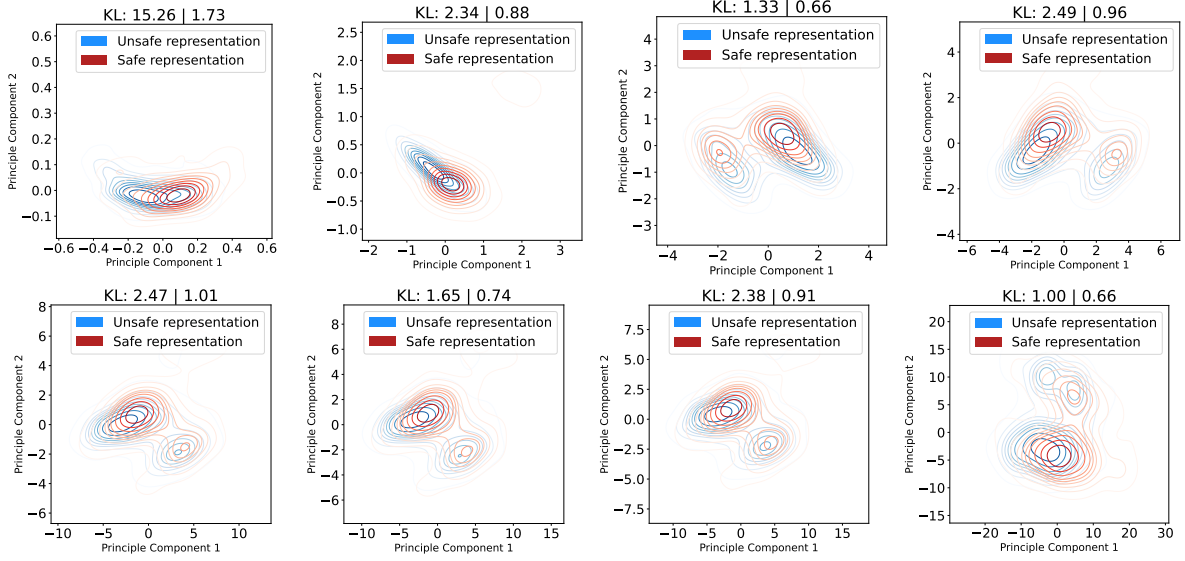 KL: 15.26 | 1.73
Unsafe representation
Safe representation
Principle Component 2
0.6
0.5
0.4
0.3
0.2
0.1
0.0
−0.1
−0.6 −0.4 −0.2 0.0 0.2 0.4 0.6
Principle Component 1
KL: 2.34 | 0.88
Unsafe representation
Safe representation
Principle Component 2
2.5
2.0
1.5
1.0
0.5
0.0
−0.5
−1.0
−2 −1 0 1 2 3
Principle Component 1
KL: 1.33 | 0.66
Unsafe representation
Safe representation
Principle Component 2
4
3
2
1
0
−1
−2
−3
−4 −2 0 2 4
Principle Component 1
KL: 2.49 | 0.96
Unsafe representation
Safe representation
Principle Component 2
4
2
0
−2
−4
−6 −4 −2 0 2 4 6
Principle Component 1
KL: 2.47 | 1.01
Unsafe representation
Safe representation
Principle Component 2
8
6
4
2
0
−2
−4
−6
−10 −5 0 5 10
Principle Component 1
KL: 1.65 | 0.74
Unsafe representation
Safe representation
Principle Component 2
8
6
4
2
0
−2
−4
−6
−10 −5 0 5 10 15
Principle Component 1
KL: 2.38 | 0.91
Unsafe representation
Safe representation
Principle Component 2
7.5
5.0
2.5
0.0
−2.5
−5.0
−7.5
−10 −5 0 5 10 15
Principle Component 1
KL: 1.00 | 0.66
Unsafe representation
Safe representation
Principle Component 2
20
15
10
5
0
−5
−10
−15
−20 −10 0 10 20 30
Principle Component 1